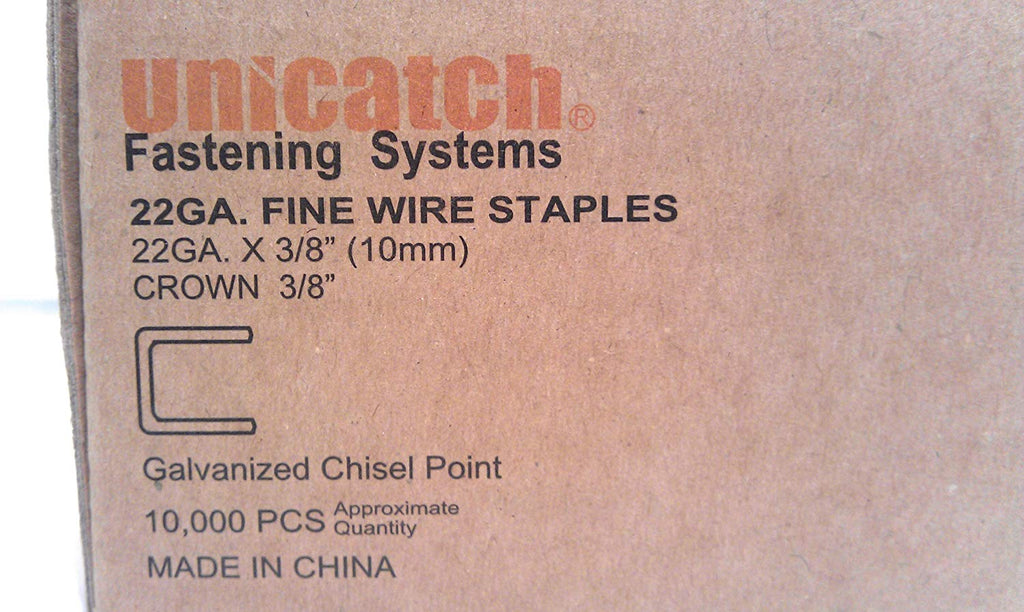 unicatch®
Fastening Systems
22GA. FINE WIRE STAPLES
22GA. X 3/8” (10mm)
CROWN 3/8”
Galvanized Chisel Point
10,000 PCS Approximate Quantity
MADE IN CHINA